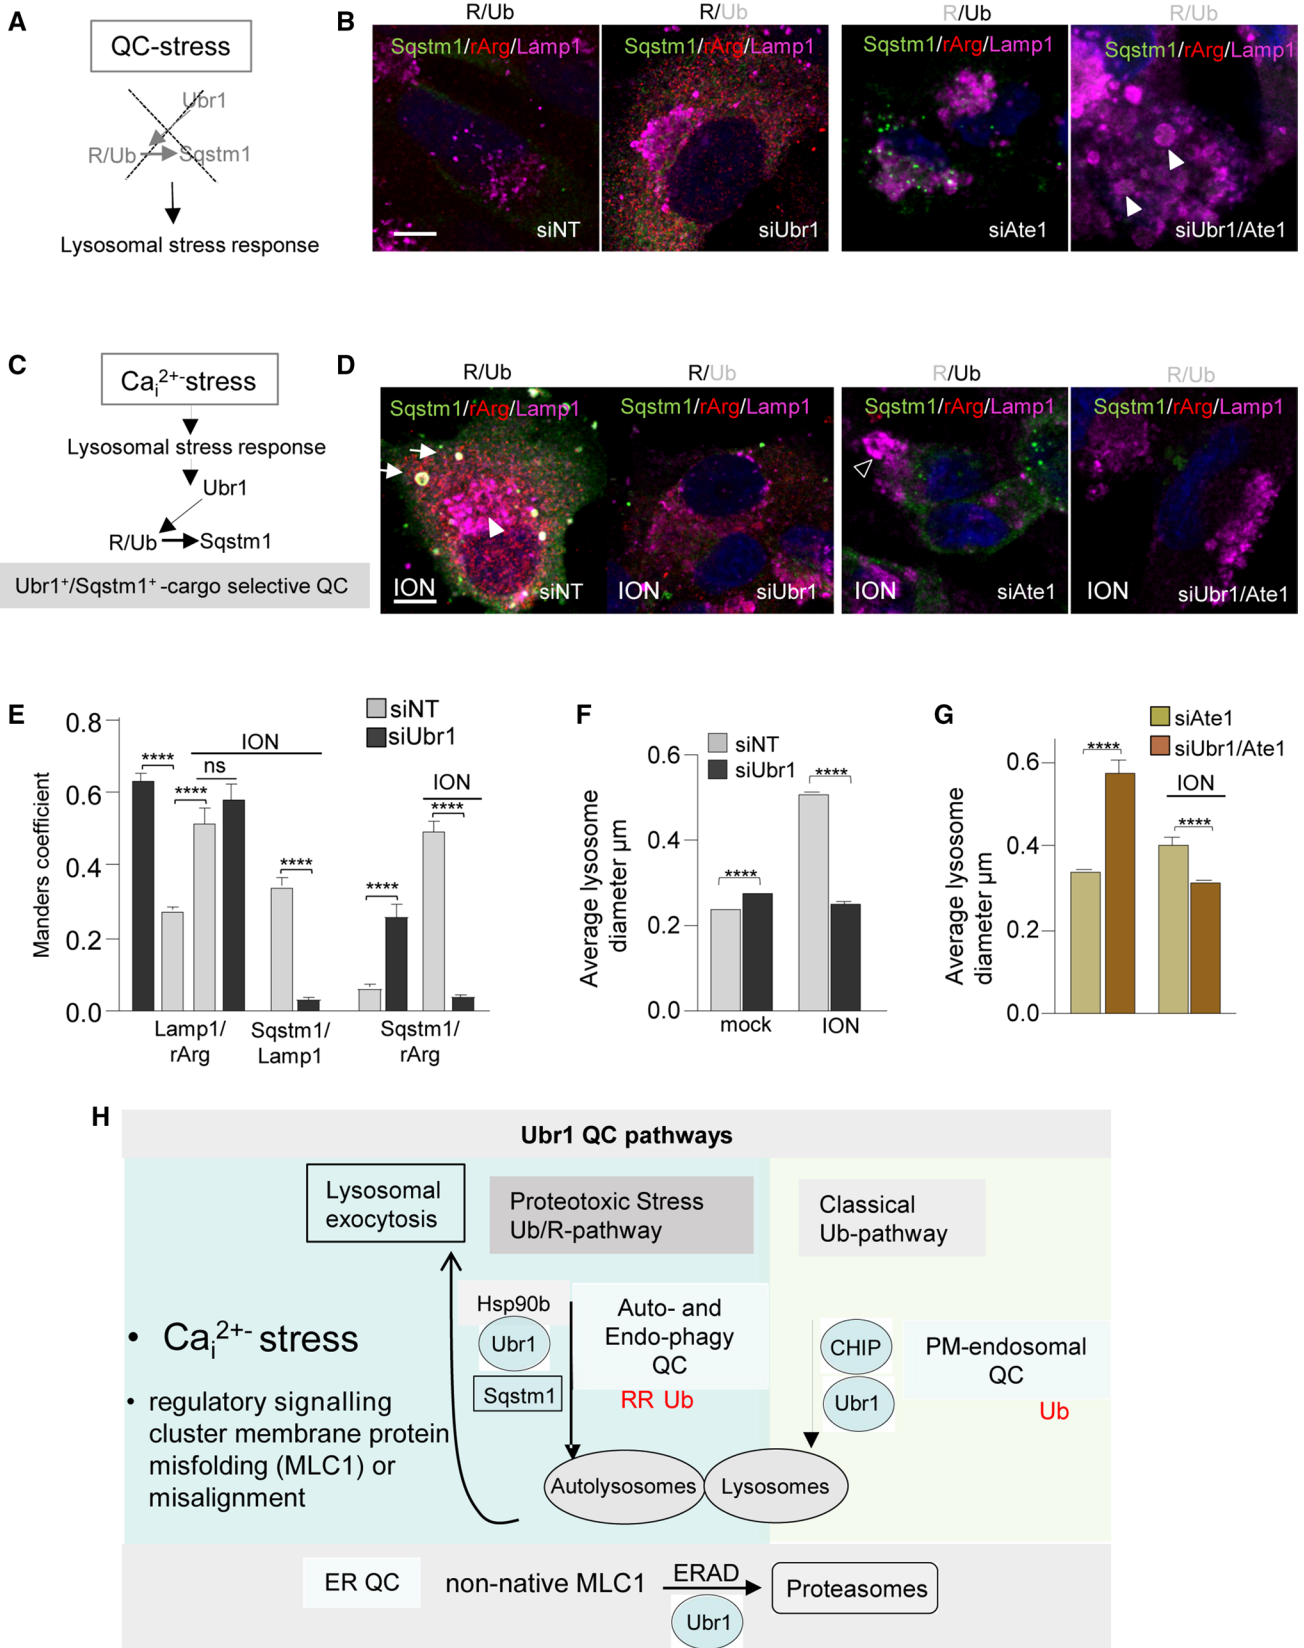 A
QC-stress
Ubr1
R/Ub
Sqstm1
Lysosomal stress response
B
R/Ub
R/Ub
R/Ub
R/Ub
Sqstm1/rArg/Lamp1
Sqstm1/rArg/Lamp1
Sqstm1/rArg/Lamp1
Sqstm1/rArg/Lamp1
siNT
siUbr1
siAte1
siUbr1/Ate1
C
Cai2+-stress
Lysosomal stress response
Ubr1
R/Ub
Sqstm1
Ubr1+/Sqstm1+ -cargo selective QC
D
R/Ub
R/Ub
R/Ub
R/Ub
Sqstm1/rArg/Lamp1
Sqstm1/rArg/Lamp1
Sqstm1/rArg/Lamp1
Sqstm1/rArg/Lamp1
ION
siNT
ION
siUbr1
ION
siAte1
ION
siUbr1/Ate1
E
siNT
siUbr1
Manders coefficient
0.8
0.6
0.4
0.2
0.0
ION
ns
****
****
****
****
ION
****
Lamp1/
rArg
Sqstm1/
Lamp1
Sqstm1/
rArg
F
siNT
siUbr1
Average lysosome
diameter µm
0.6
0.4
0.2
0.0
****
****
mock
ION
G
siAte1
siUbr1/Ate1
Average lysosome
diameter µm
0.6
0.4
0.2
0.0
****
ION
****
H
Ubr1 QC pathways
Lysosomal
exocytosis
Proteotoxic Stress
Ub/R-pathway
Classical
Ub-pathway
• Cai2+- stress
• regulatory signalling
cluster membrane protein
misfolding (MLC1) or
misalignment
Hsp90b
Ubr1
Sqstm1
Auto- and
Endo-phagy
QC
RR Ub
CHIP
Ubr1
PM-endosomal
QC
Ub
Autolysosomes
Lysosomes
ER QC
non-native MLC1
ERAD
Ubr1
Proteasomes